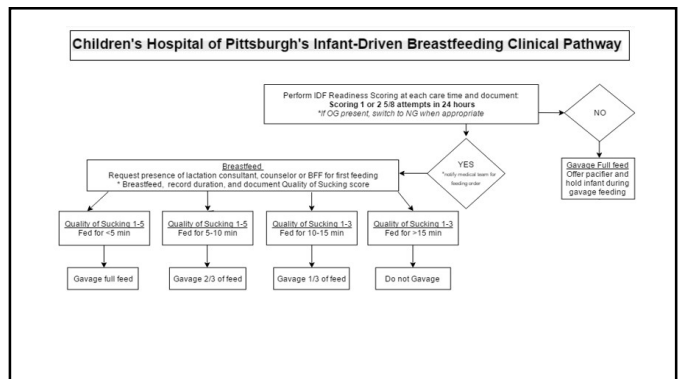 Children's Hospital of Pittsburgh's Infant-Driven Breastfeeding Clinical Pathway
Perform IDF Readiness Scoring at each care time and document.
Scoring 1 or 2 5/8 attempts in 24 hours
*If OG present, switch to NG when appropriate
NO
YES
*notify medical team for
feeding order
Gavage Full feed
Offer pacifier and
hold infant during
gavage feeding
Breastfeed
Request presence of lactation consultant, counselor or BFF for first feeding
* Breastfeed, record duration, and document Quality of Sucking score
Quality of Sucking 1-5
Fed for <5 min
Quality of Sucking 1-5
Fed for 5-10 min
Quality of Sucking 1-3
Fed for 10-15 min
Quality of Sucking 1-3
Fed for >15 min
Gavage full feed
Gavage 2/3 of feed
Gavage 1/3 of feed
Do not Gavage